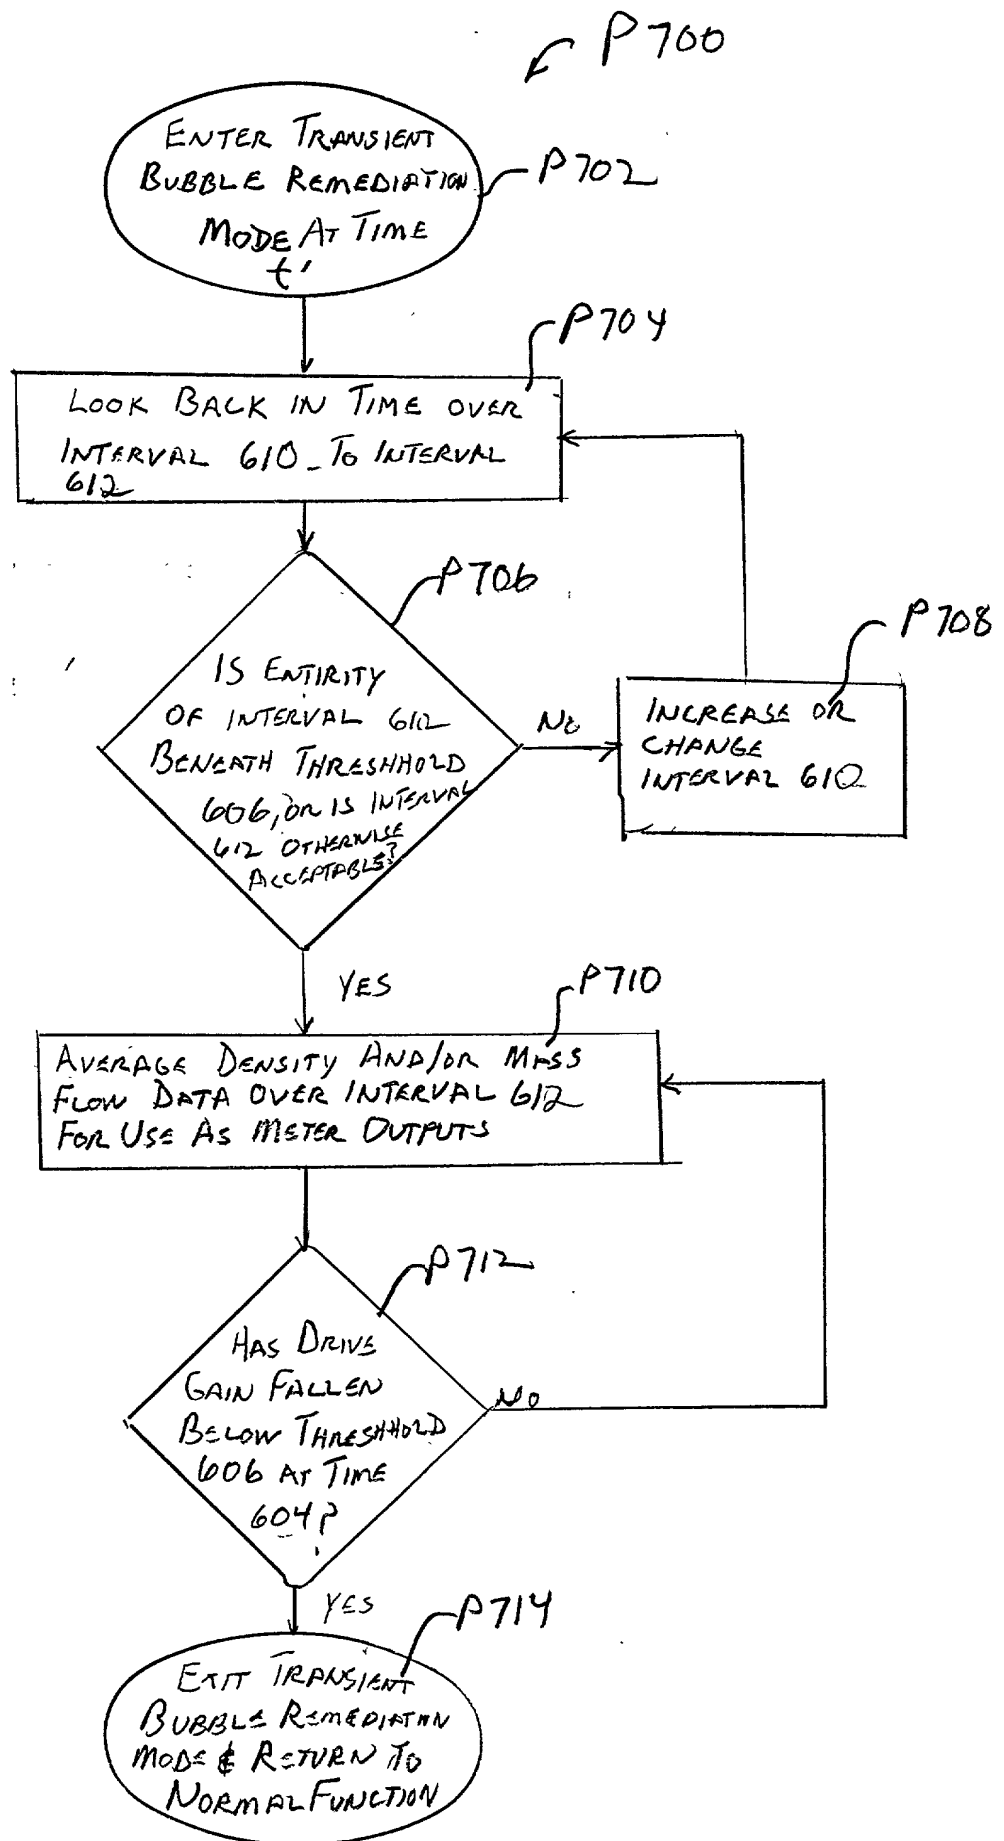 P700
ENTER TRANSIENT
BUBBLE REMEDIATION
MODE AT TIME
t'
P702
P704
LOOK BACK IN TIME OVER
INTERVAL 610 TO INTERVAL
612
P706
IS ENTIRITY
OF INTERVAL 612
BENEATH THRESHHOLD
606, OR IS INTERVAL
612 OTHERWISE
ACCEPTABLE?
NO
P708
INCREASE OR
CHANGE
INTERVAL 610
YES
P710
AVERAGE DENSITY AND/OR MASS
FLOW DATA OVER INTERVAL 612
FOR USE AS METER OUTPUTS
P712
HAS DRIVE
GAIN FALLEN
BELOW THRESHHOLD
606 AT TIME
604?
NO
YES
P714
EXIT TRANSIENT
BUBBLE REMEDIATION
MODE & RETURN TO
NORMAL FUNCTION